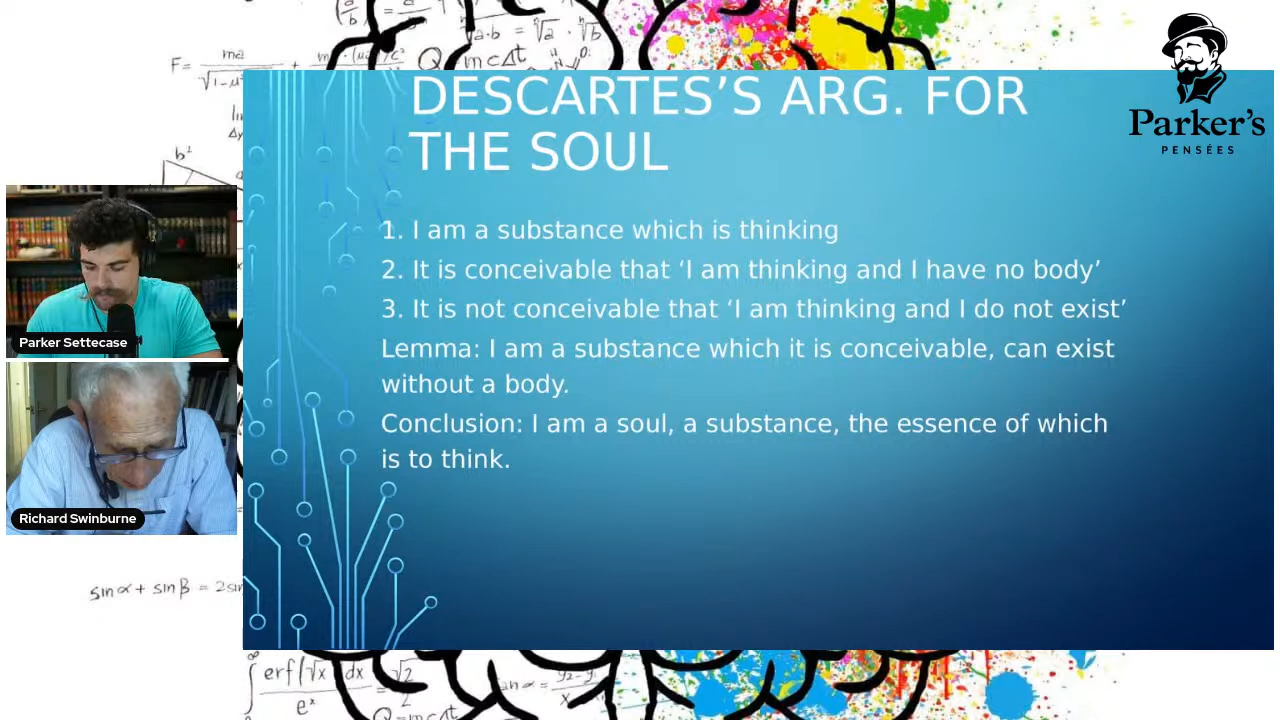 F=
b²
DESCARTES’S ARG. FOR
THE SOUL
Parker's
PENSÉES
1. I am a substance which is thinking
2. It is conceivable that ‘I am thinking and I have no body’
3. It is not conceivable that ‘I am thinking and I do not exist’
Lemma: I am a substance which it is conceivable, can exist
without a body.
Conclusion: I am a soul, a substance, the essence of which
is to think.
Parker Settecase
Richard Swinburne